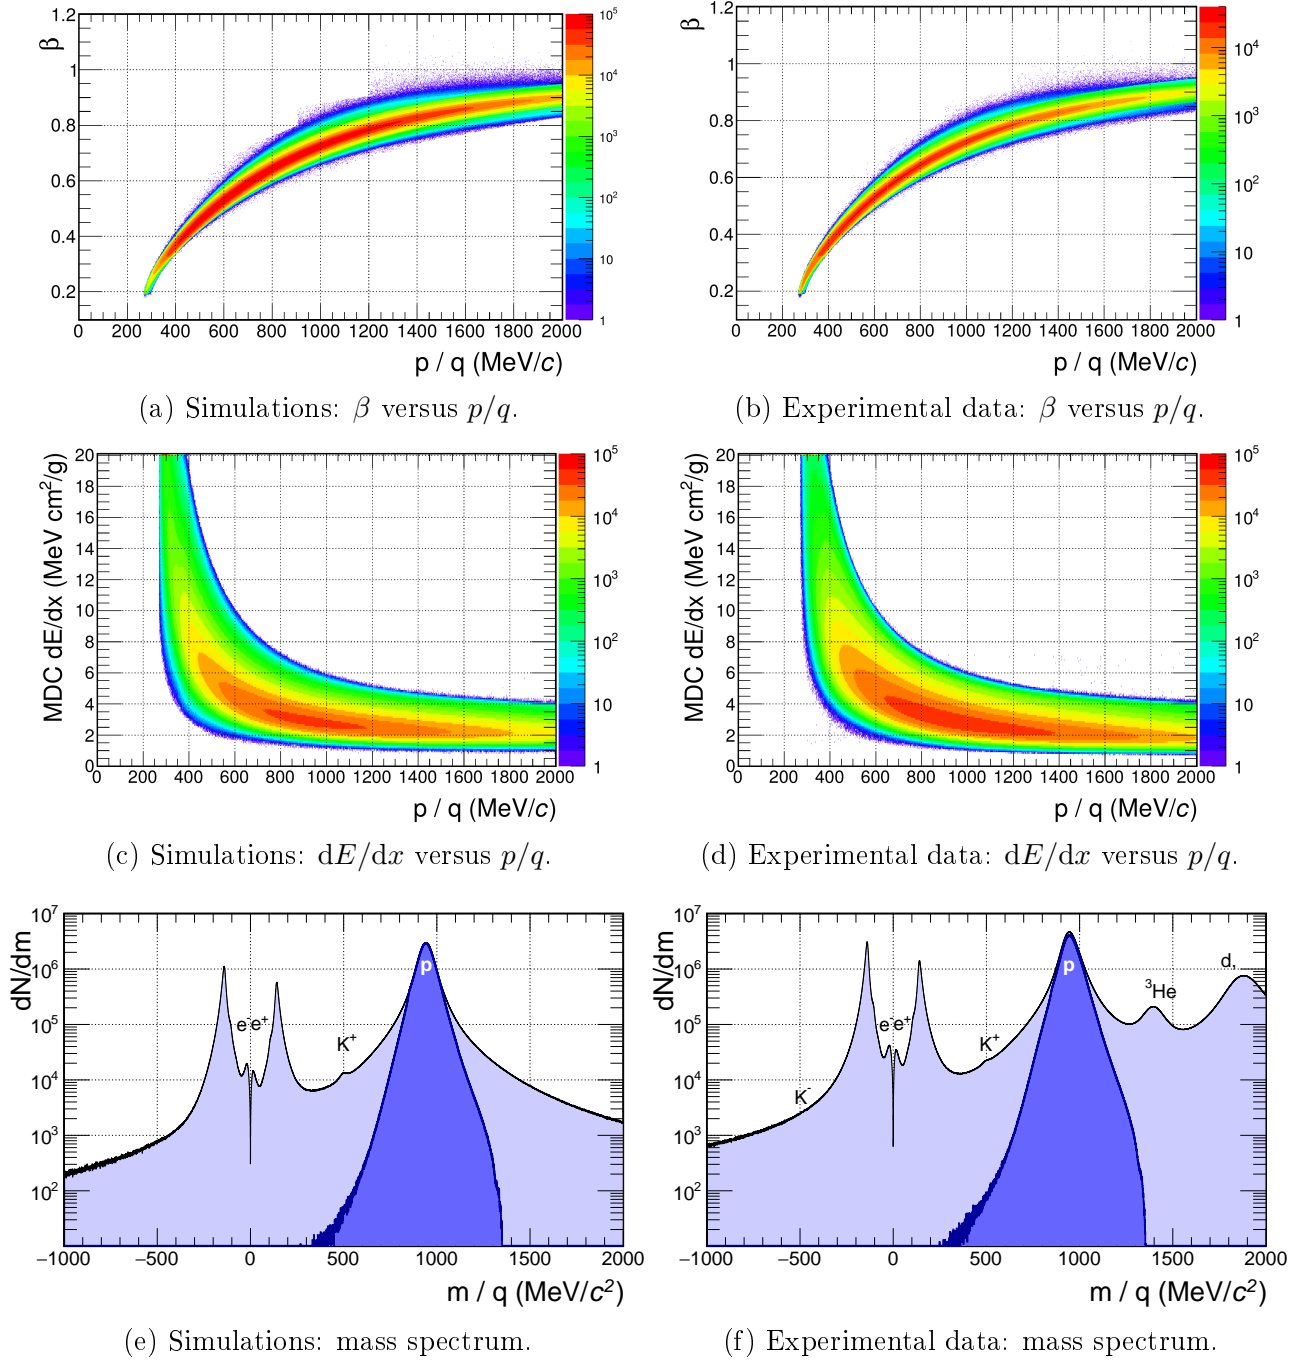 1.2
1
0.8
0.6
0.4
0.2
β
0 200 400 600 800 1000 1200 1400 1600 1800 2000
p / q (MeV/c)
10⁵
10⁴
10³
10²
10
1
(a) Simulations: β versus p/q.
1.2
1
0.8
0.6
0.4
0.2
β
0 200 400 600 800 1000 1200 1400 1600 1800 2000
p / q (MeV/c)
10⁴
10³
10²
10
1
(b) Experimental data: β versus p/q.
20
18
16
14
12
10
8
6
4
2
0
MDC dE/dx (MeV cm²/g)
0 200 400 600 800 1000 1200 1400 1600 1800 2000
p / q (MeV/c)
10⁵
10⁴
10³
10²
10
1
(c) Simulations: dE/dx versus p/q.
20
18
16
14
12
10
8
6
4
2
0
MDC dE/dx (MeV cm²/g)
0 200 400 600 800 1000 1200 1400 1600 1800 2000
p / q (MeV/c)
10⁵
10⁴
10³
10²
10
1
(d) Experimental data: dE/dx versus p/q.
10⁷
10⁶
10⁵
10⁴
10³
10²
dN/dm
e⁻ e⁺
K⁺
p
−1000 −500 0 500 1000 1500 2000
m / q (MeV/c²)
(e) Simulations: mass spectrum.
10⁷
10⁶
10⁵
10⁴
10³
10²
dN/dm
K⁻
e⁻ e⁺
K⁺
p
³He
d,
−1000 −500 0 500 1000 1500 2000
m / q (MeV/c²)
(f) Experimental data: mass spectrum.